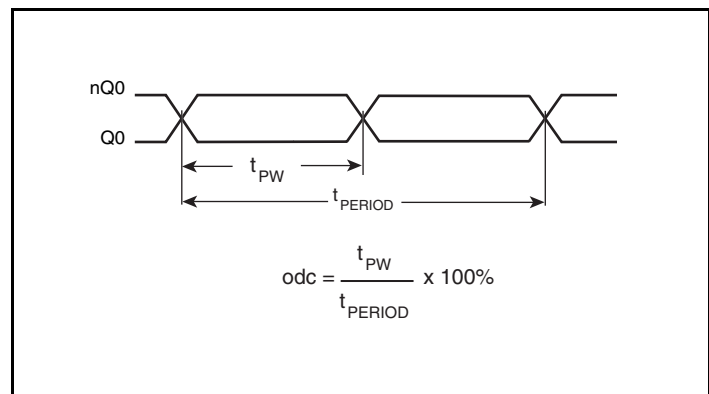 nQ0
Q0
tPW
tPERIOD
odc = tPW / tPERIOD x 100%